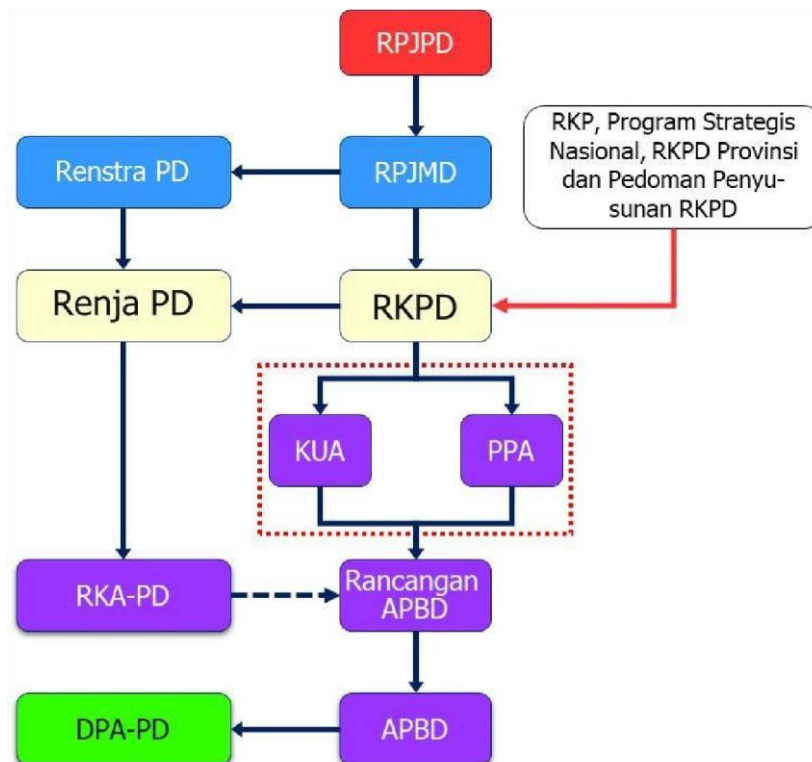 RPJPD
RKP, Program Strategis
Nasional, RKPD Provinsi
dan Pedoman Penyu-
sunan RKPD
Renstra PD
RPJMD
Renja PD
RKPD
KUA
PPA
RKA-PD
Rancangan
APBD
DPA-PD
APBD